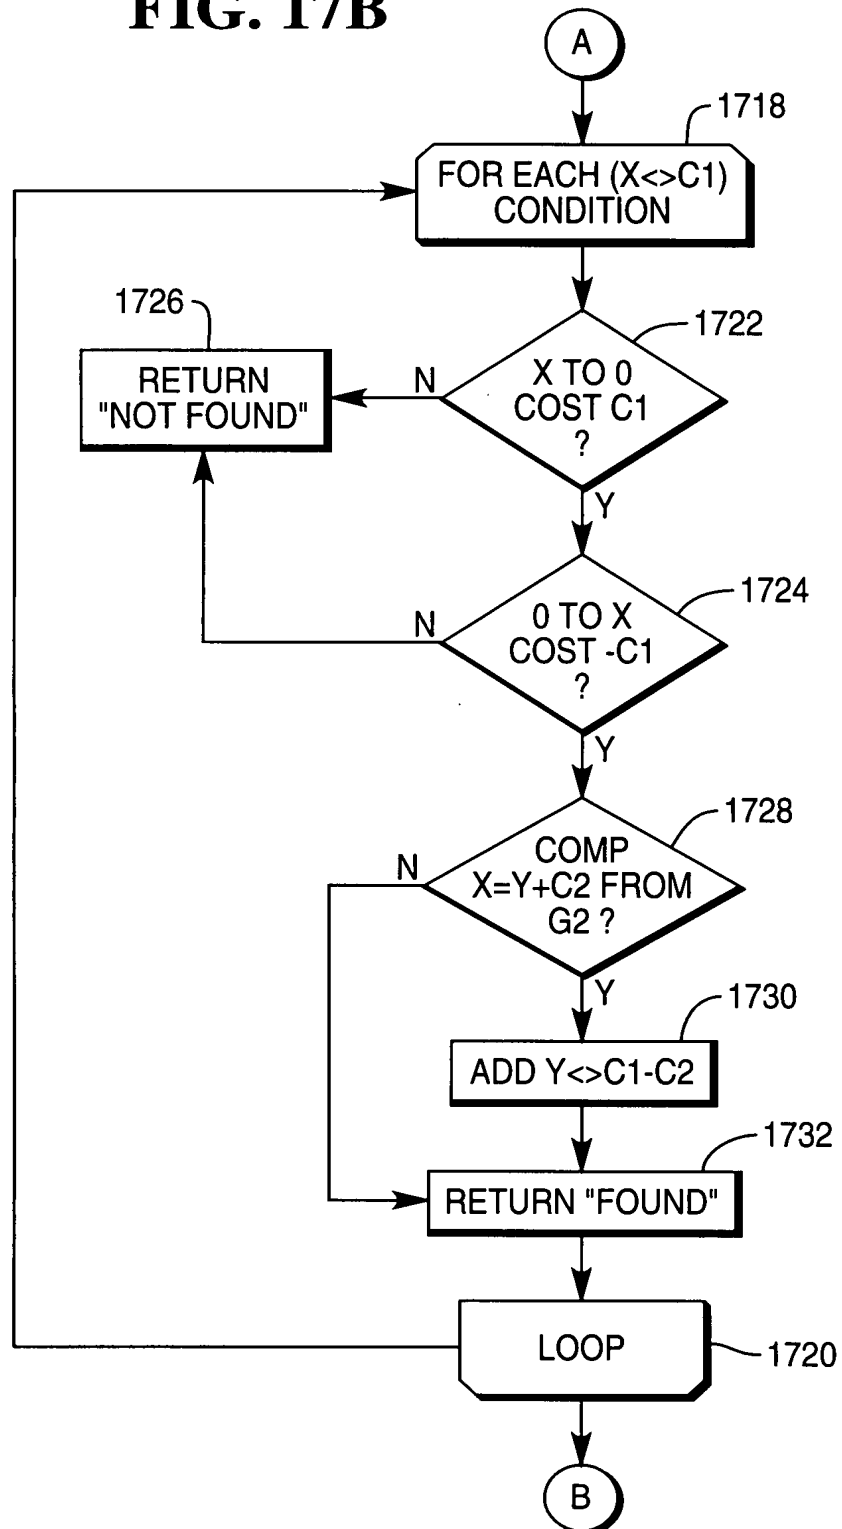 FIG. 17B
A
1718
FOR EACH (X<>C1)
CONDITION
1726
1722
RETURN
"NOT FOUND"
N
X TO 0
COST C1
?
Y
1724
N
0 TO X
COST -C1
?
Y
1728
N
COMP
X=Y+C2 FROM
G2 ?
Y
1730
ADD Y<>C1-C2
1732
RETURN "FOUND"
LOOP
1720
B